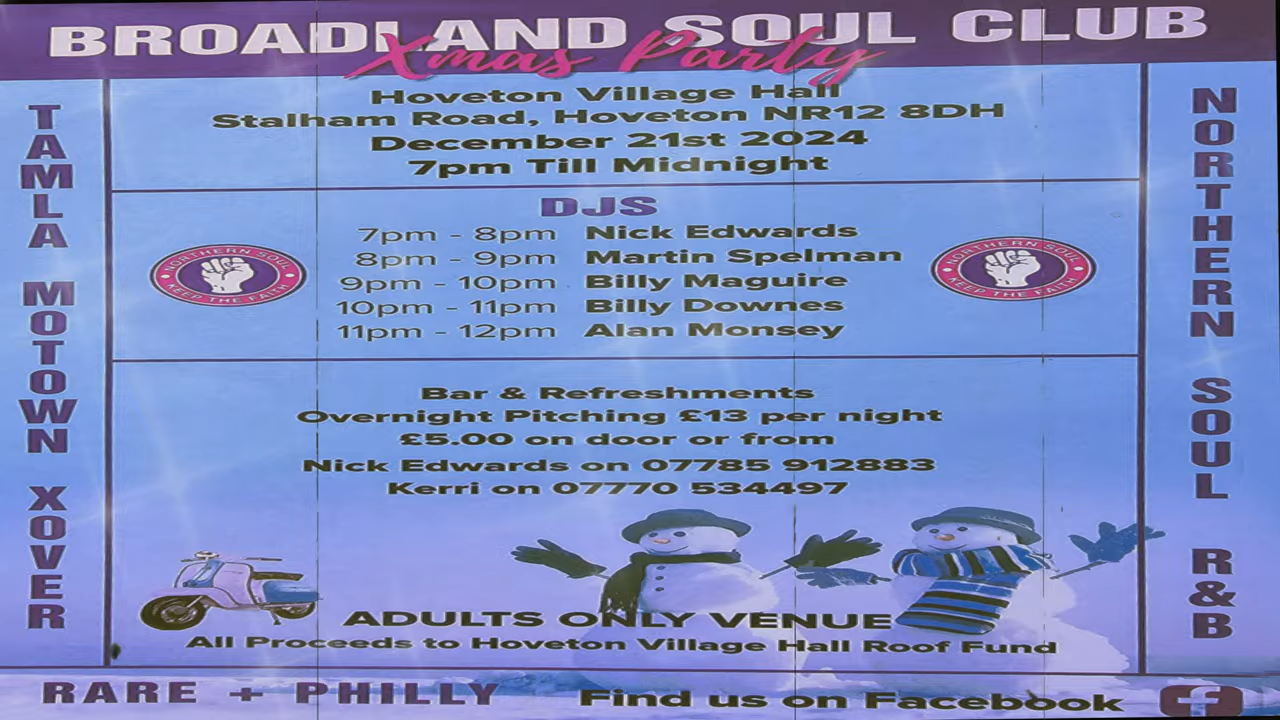 BROADLAND SOUL CLUB
Xmas Party
Hoveton Village Hall
Stalham Road, Hoveton NR12 8DH
December 21st 2024
7pm Till Midnight
TAMLA MOTOWN XOVER
NORTHERN SOUL R&B
DJS
7pm - 8pm Nick Edwards
8pm - 9pm Martin Spelman
9pm - 10pm Billy Maguire
10pm - 11pm Billy Downes
11pm - 12pm Alan Monsey
NORTHERN SOUL
KEEP THE FAITH
NORTHERN SOUL
KEEP THE FAITH
Bar & Refreshments
Overnight Pitching £13 per night
£5.00 on door or from
Nick Edwards on 07785 912883
Kerri on 07770 534497
ADULTS ONLY VENUE
All Proceeds to Hoveton Village Hall Roof Fund
RARE + PHILLY
Find us on Facebook
f